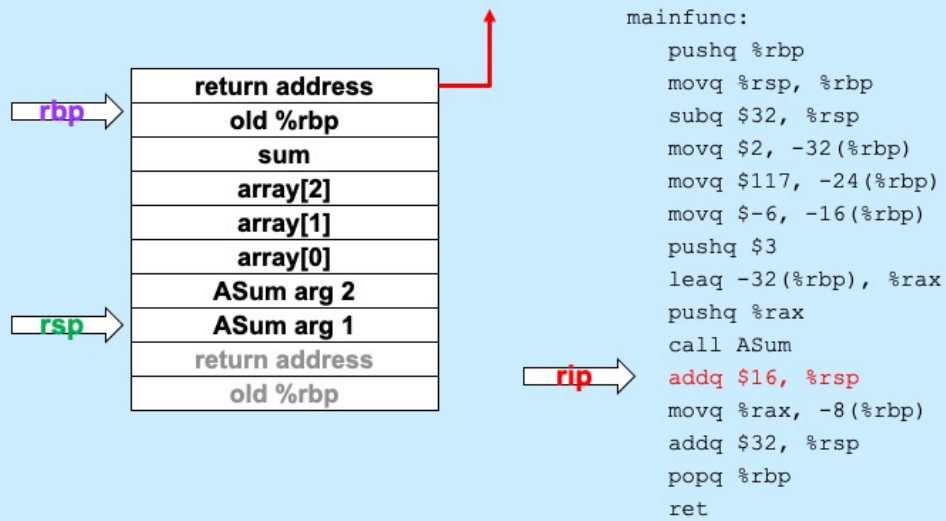 rbp
rsp
return address
old %rbp
sum
array[2]
array[1]
array[0]
ASum arg 2
ASum arg 1
return address
old %rbp
rip
mainfunc:
pushq %rbp
movq %rsp, %rbp
subq $32, %rsp
movq $2, -32(%rbp)
movq $117, -24(%rbp)
movq $-6, -16(%rbp)
pushq $3
leaq -32(%rbp), %rax
pushq %rax
call ASum
addq $16, %rsp
movq %rax, -8(%rbp)
addq $32, %rsp
popq %rbp
ret